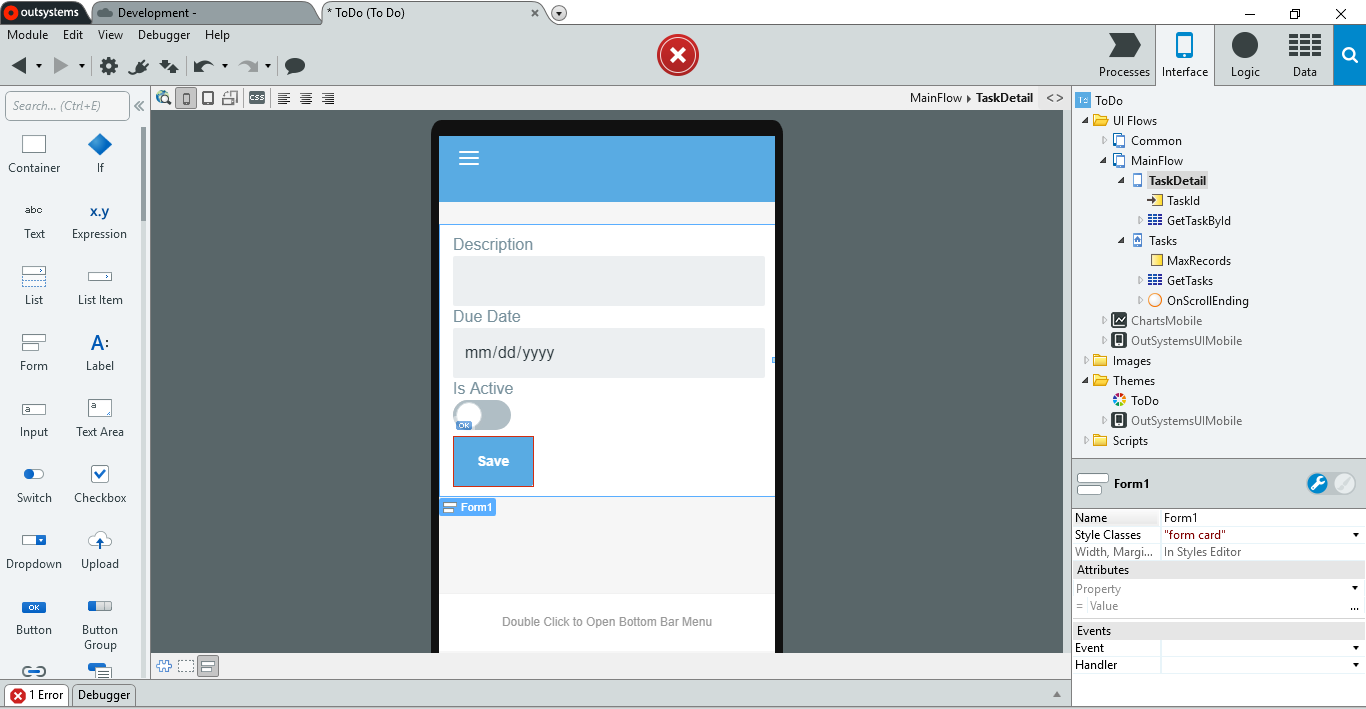 outsystems
Development -
* ToDo (To Do)
Module Edit View Debugger Help
Processes
Interface
Logic
Data
Search... (Ctrl+E)
CSS
MainFlow TaskDetail
Container
If
abc
Text
x.y
Expression
List
List Item
Form
A:
Label
a
Input
a
Text Area
Switch
Checkbox
Dropdown
Upload
OK
Button
Button Group
Description
Due Date
mm/dd/yyyy
Is Active
OK
Save
Form1
Double Click to Open Bottom Bar Menu
To ToDo
UI Flows
Common
MainFlow
TaskDetail
TaskId
GetTaskById
Tasks
MaxRecords
GetTasks
OnScrollEnding
ChartsMobile
OutSystemsUIMobile
Images
Themes
ToDo
OutSystemsUIMobile
Scripts
Form1
Name Form1
Style Classes "form card"
Width, Margi... In Styles Editor
Attributes
Property
= Value ...
Events
Event
Handler
1 Error
Debugger